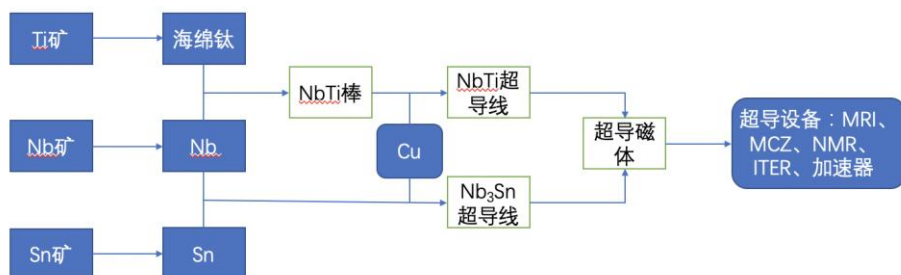 Ti矿
海绵钛
NbTi棒
NbTi超
导线
Nb矿
Nb
Cu
超导磁
体
超导设备：MRI、
MCZ、NMR、
ITER、加速器
Nb₃Sn
超导线
Sn矿
Sn